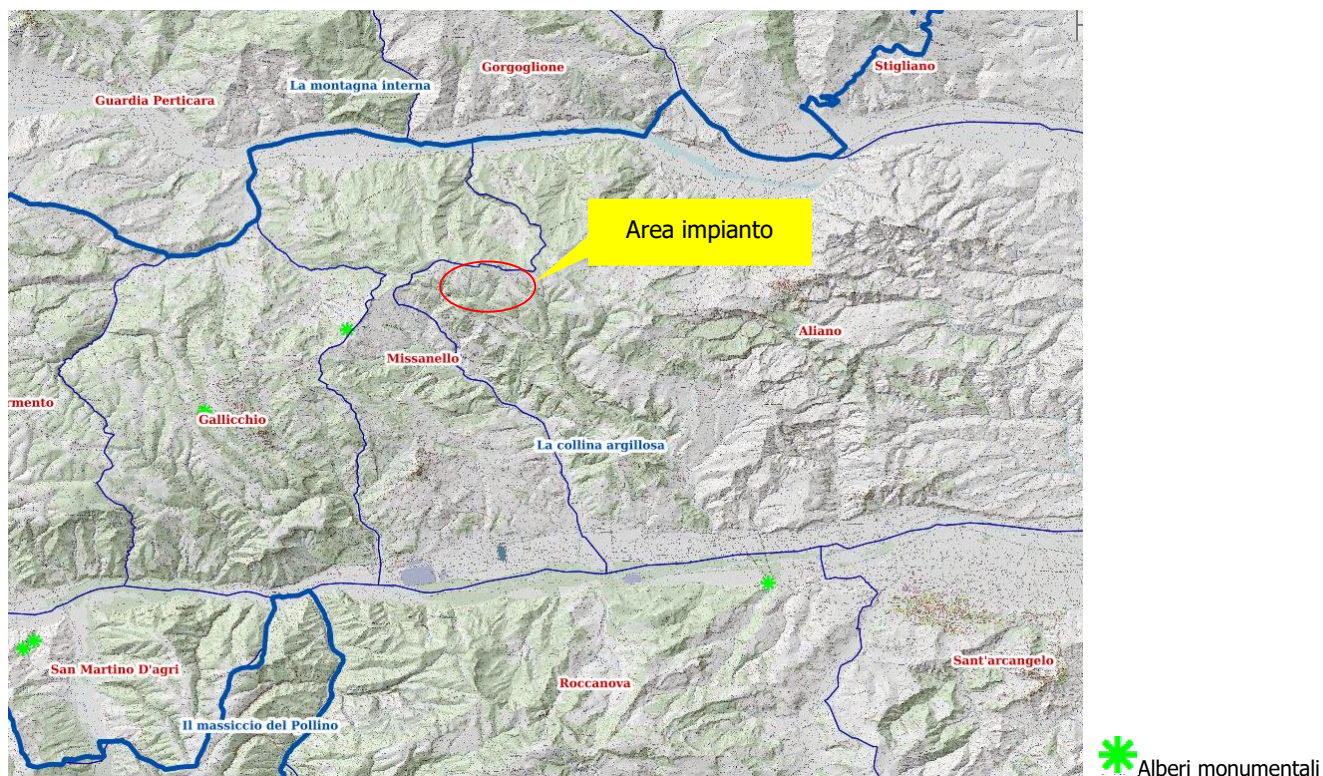 Gorgoglione
Stigliano
La montagna interna
Guardia Perticara
Area impianto
Aliano
Missanello
rmento
Gallicchio
La collina argillosa
Sant'arcangelo
San Martino D'agri
Roccanova
Il massiccio del Pollino
Alberi monumentali